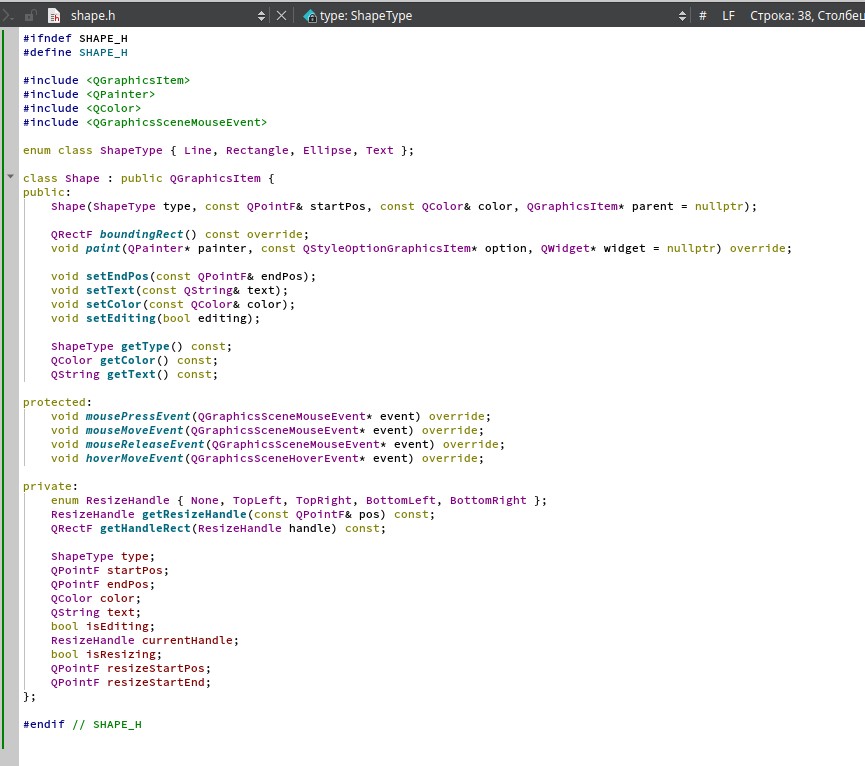 shape.h type: ShapeType # LF Строка: 38, Столбец
#ifndef SHAPE_H
#define SHAPE_H

#include <QGraphicsItem>
#include <QPainter>
#include <QColor>
#include <QGraphicsSceneMouseEvent>

enum class ShapeType { Line, Rectangle, Ellipse, Text };

class Shape : public QGraphicsItem {
public:
    Shape(ShapeType type, const QPointF& startPos, const QColor& color, QGraphicsItem* parent = nullptr);

    QRectF boundingRect() const override;
    void paint(QPainter* painter, const QStyleOptionGraphicsItem* option, QWidget* widget = nullptr) override;

    void setEndPos(const QPointF& endPos);
    void setText(const QString& text);
    void setColor(const QColor& color);
    void setEditing(bool editing);

    ShapeType getType() const;
    QColor getColor() const;
    QString getText() const;

protected:
    void mousePressEvent(QGraphicsSceneMouseEvent* event) override;
    void mouseMoveEvent(QGraphicsSceneMouseEvent* event) override;
    void mouseReleaseEvent(QGraphicsSceneMouseEvent* event) override;
    void hoverMoveEvent(QGraphicsSceneHoverEvent* event) override;

private:
    enum ResizeHandle { None, TopLeft, TopRight, BottomLeft, BottomRight };
    ResizeHandle getResizeHandle(const QPointF& pos) const;
    QRectF getHandleRect(ResizeHandle handle) const;

    ShapeType type;
    QPointF startPos;
    QPointF endPos;
    QColor color;
    QString text;
    bool isEditing;
    ResizeHandle currentHandle;
    bool isResizing;
    QPointF resizeStartPos;
    QPointF resizeStartEnd;
};

#endif // SHAPE_H